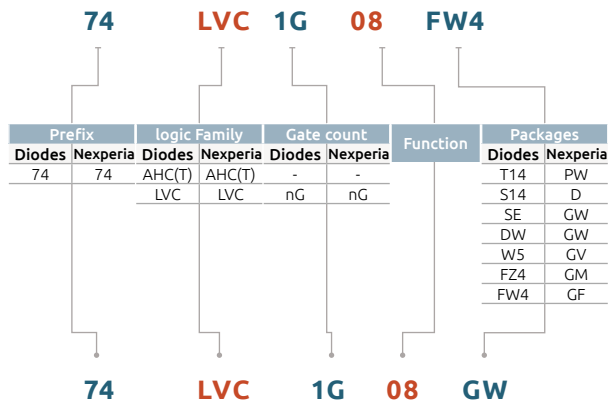 74 LVC 1G 08 FW4
Prefix logic Family Gate count Function Packages
Diodes Nexperia Diodes Nexperia Diodes Nexperia Diodes Nexperia
74 74 AHC(T) AHC(T) - - T14 PW
LVC LVC nG nG S14 D
SE GW
DW GW
W5 GV
FZ4 GM
FW4 GF
74 LVC 1G 08 GW